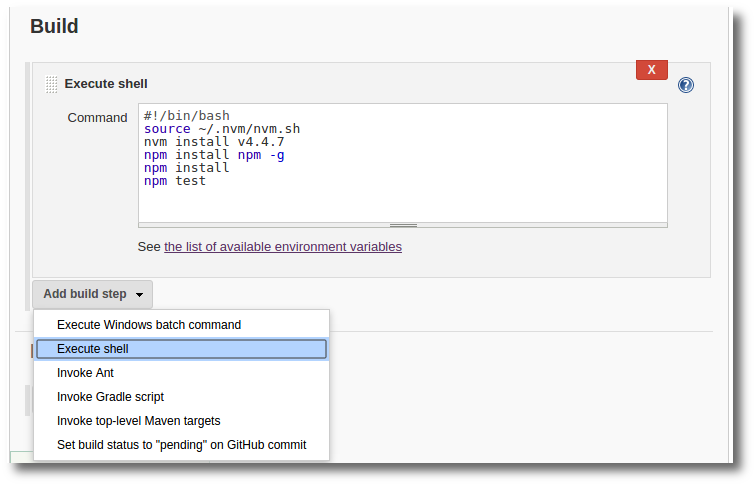 Build
X
Execute shell
?
Command
#!/bin/bash
source ~/.nvm/nvm.sh
nvm install v4.4.7
npm install npm -g
npm install
npm test
See the list of available environment variables
Add build step
Execute Windows batch command
Execute shell
Invoke Ant
Invoke Gradle script
Invoke top-level Maven targets
Set build status to "pending" on GitHub commit